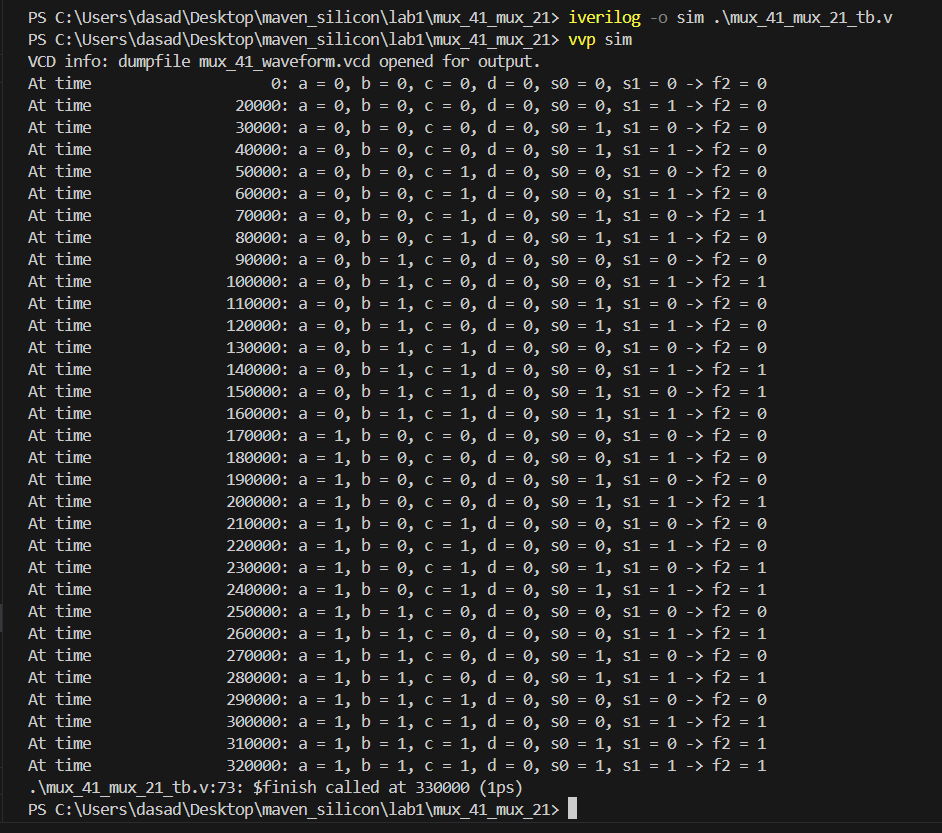 PS C:\Users\dasad\Desktop\maven_silicon\lab1\mux_41_mux_21> iverilog -o sim .\mux_41_mux_21_tb.v
PS C:\Users\dasad\Desktop\maven_silicon\lab1\mux_41_mux_21> vvp sim
VCD info: dumpfile mux_41_waveform.vcd opened for output.
At time                    0: a = 0, b = 0, c = 0, d = 0, s0 = 0, s1 = 0 -> f2 = 0
At time                20000: a = 0, b = 0, c = 0, d = 0, s0 = 0, s1 = 1 -> f2 = 0
At time                30000: a = 0, b = 0, c = 0, d = 0, s0 = 1, s1 = 0 -> f2 = 0
At time                40000: a = 0, b = 0, c = 0, d = 0, s0 = 1, s1 = 1 -> f2 = 0
At time                50000: a = 0, b = 0, c = 1, d = 0, s0 = 0, s1 = 0 -> f2 = 0
At time                60000: a = 0, b = 0, c = 1, d = 0, s0 = 0, s1 = 1 -> f2 = 0
At time                70000: a = 0, b = 0, c = 1, d = 0, s0 = 1, s1 = 0 -> f2 = 1
At time                80000: a = 0, b = 0, c = 1, d = 0, s0 = 1, s1 = 1 -> f2 = 0
At time                90000: a = 0, b = 1, c = 0, d = 0, s0 = 0, s1 = 0 -> f2 = 0
At time               100000: a = 0, b = 1, c = 0, d = 0, s0 = 0, s1 = 1 -> f2 = 1
At time               110000: a = 0, b = 1, c = 0, d = 0, s0 = 1, s1 = 0 -> f2 = 0
At time               120000: a = 0, b = 1, c = 0, d = 0, s0 = 1, s1 = 1 -> f2 = 0
At time               130000: a = 0, b = 1, c = 1, d = 0, s0 = 0, s1 = 0 -> f2 = 0
At time               140000: a = 0, b = 1, c = 1, d = 0, s0 = 0, s1 = 1 -> f2 = 1
At time               150000: a = 0, b = 1, c = 1, d = 0, s0 = 1, s1 = 0 -> f2 = 1
At time               160000: a = 0, b = 1, c = 1, d = 0, s0 = 1, s1 = 1 -> f2 = 0
At time               170000: a = 1, b = 0, c = 0, d = 0, s0 = 0, s1 = 0 -> f2 = 0
At time               180000: a = 1, b = 0, c = 0, d = 0, s0 = 0, s1 = 1 -> f2 = 0
At time               190000: a = 1, b = 0, c = 0, d = 0, s0 = 1, s1 = 0 -> f2 = 0
At time               200000: a = 1, b = 0, c = 0, d = 0, s0 = 1, s1 = 1 -> f2 = 1
At time               210000: a = 1, b = 0, c = 1, d = 0, s0 = 0, s1 = 0 -> f2 = 0
At time               220000: a = 1, b = 0, c = 1, d = 0, s0 = 0, s1 = 1 -> f2 = 0
At time               230000: a = 1, b = 0, c = 1, d = 0, s0 = 1, s1 = 0 -> f2 = 1
At time               240000: a = 1, b = 0, c = 1, d = 0, s0 = 1, s1 = 1 -> f2 = 1
At time               250000: a = 1, b = 1, c = 0, d = 0, s0 = 0, s1 = 0 -> f2 = 0
At time               260000: a = 1, b = 1, c = 0, d = 0, s0 = 0, s1 = 1 -> f2 = 1
At time               270000: a = 1, b = 1, c = 0, d = 0, s0 = 1, s1 = 0 -> f2 = 0
At time               280000: a = 1, b = 1, c = 0, d = 0, s0 = 1, s1 = 1 -> f2 = 1
At time               290000: a = 1, b = 1, c = 1, d = 0, s0 = 0, s1 = 0 -> f2 = 0
At time               300000: a = 1, b = 1, c = 1, d = 0, s0 = 0, s1 = 1 -> f2 = 1
At time               310000: a = 1, b = 1, c = 1, d = 0, s0 = 1, s1 = 0 -> f2 = 1
At time               320000: a = 1, b = 1, c = 1, d = 0, s0 = 1, s1 = 1 -> f2 = 1
.\mux_41_mux_21_tb.v:73: $finish called at 330000 (1ps)
PS C:\Users\dasad\Desktop\maven_silicon\lab1\mux_41_mux_21>